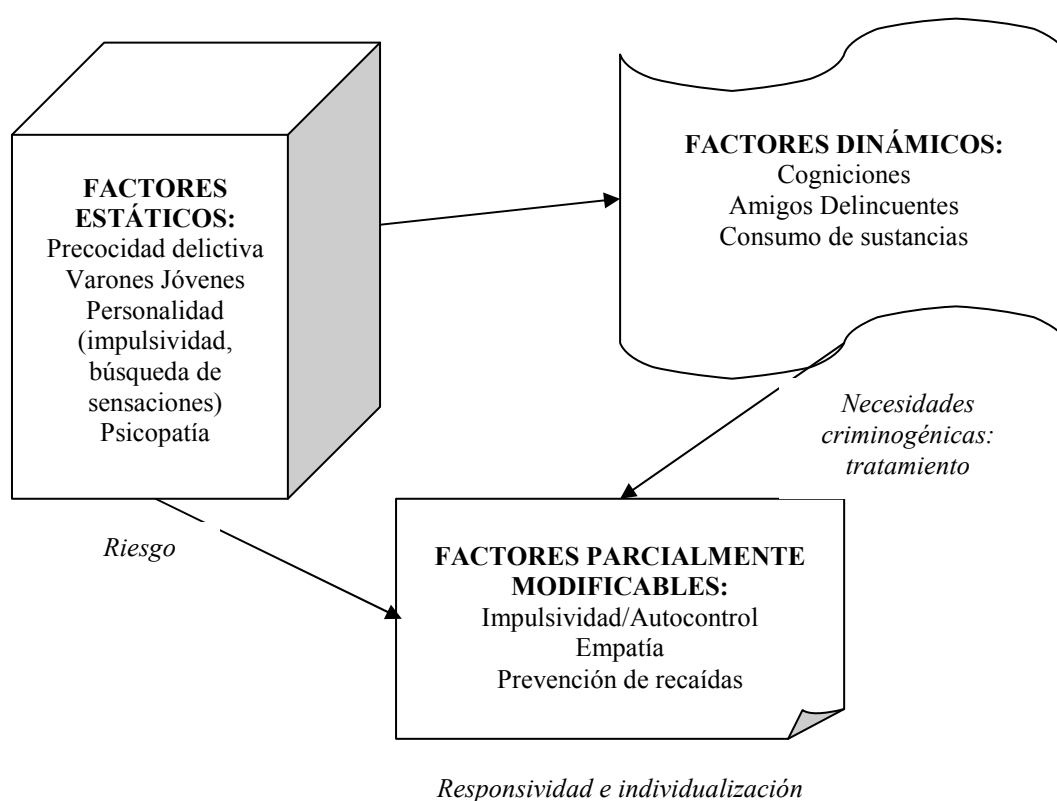 FACTORES
ESTÁTICOS:
Precocidad delictiva
Varones Jóvenes
Personalidad
(impulsividad,
búsqueda de
sensaciones)
Psicopatía
FACTORES DINÁMICOS:
Cogniciones
Amigos Delincuentes
Consumo de sustancias
Necesidades
criminogénicas:
tratamiento
Riesgo
FACTORES PARCIALMENTE
MODIFICABLES:
Impulsividad/Autocontrol
Empatía
Prevención de recaídas
Responsividad e individualización